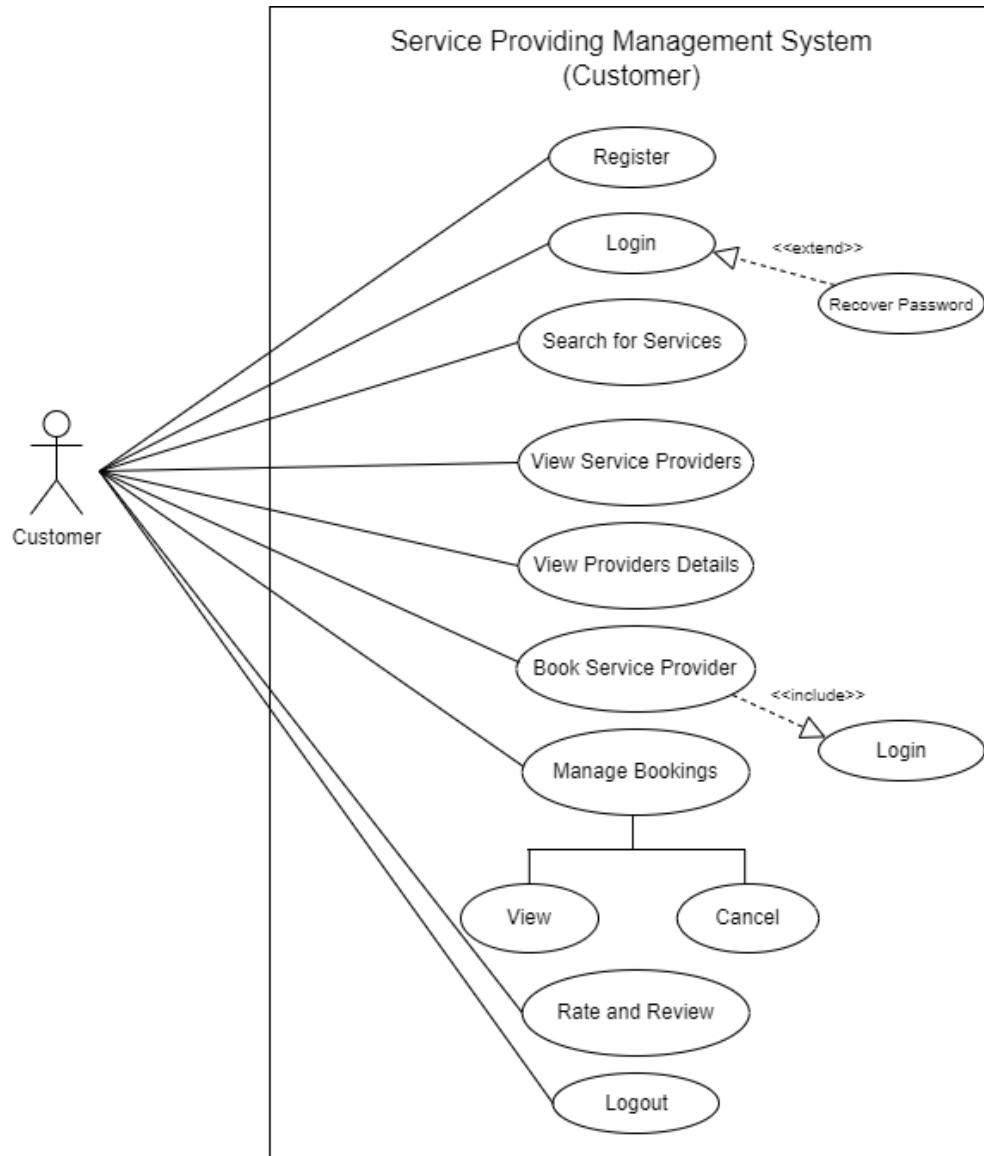 Service Providing Management System
(Customer)
Register
Login
<<extend>>
Recover Password
Search for Services
View Service Providers
Customer
View Providers Details
Book Service Provider
<<include>>
Login
Manage Bookings
View
Cancel
Rate and Review
Logout